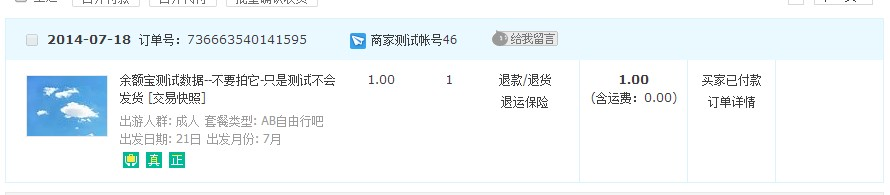 2014-07-18 订单号：736663540141595 商家测试帐号46 给我留言
余额宝测试数据--不要拍它-只是测试不会
发货 [交易快照]
出游人群: 成人 套餐类型: AB自由行吧
出发日期: 21日 出发月份: 7月
真 正
1.00
1
退款/退货
退运保险
1.00
(含运费：0.00)
买家已付款
订单详情